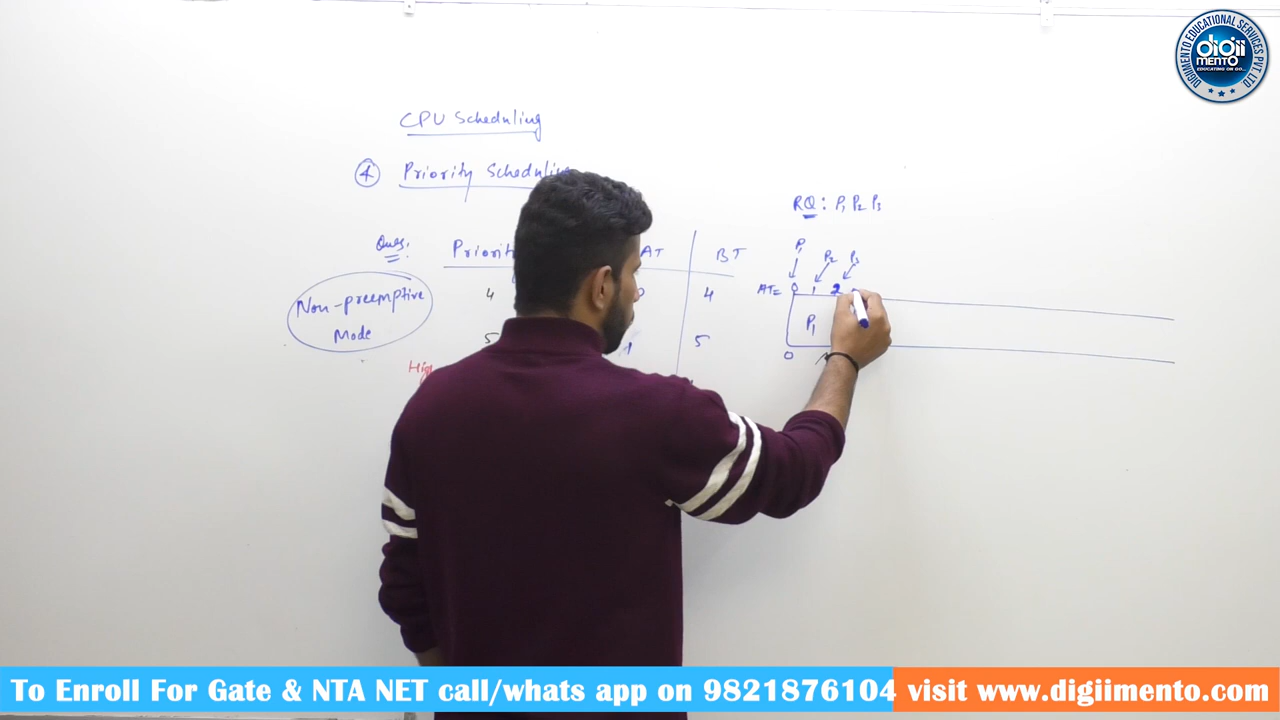 CPU Scheduling
4 Priority Scheduling
RQ : P1 P2 P3
Ques:
AT BT
P1 P2 P3
4 4
AT= 0 1 2
Non-preemptive
Mode
5 1 5
P1
0
DIGIIMENTO EDUCATIONAL SERVICES PVT LTD
digii
MENTO
EDUCATING ON GO...
To Enroll For Gate & NTA NET call/whats app on 9821876104 visit www.digiimento.com